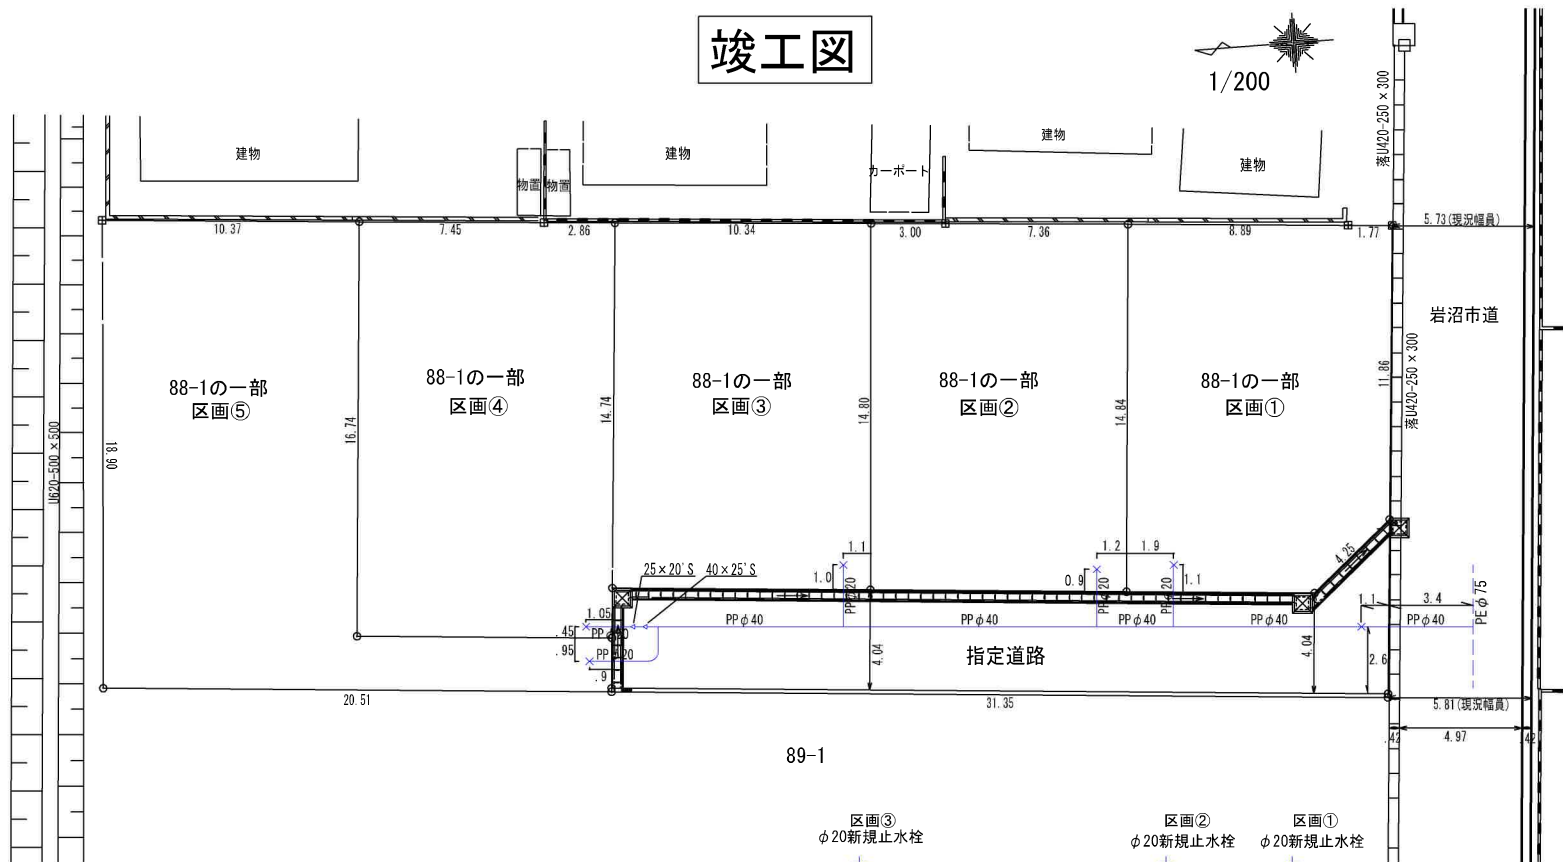 竣工図
1/200
落U420-250×300
建物
建物
建物
建物
カーポート
物置
物置
10.37
7.45
2.86
10.34
3.00
7.36
8.89
1.77
5.73(現況幅員)
岩沼市道
88-1の一部
区画⑤
88-1の一部
区画④
88-1の一部
区画③
88-1の一部
区画②
88-1の一部
区画①
11.86
落U420-250×300
U620-500×500
18.90
16.74
14.74
14.80
14.84
4.25
1.1
1.0
PPφ20
1.2
1.9
0.9
PPφ20
PPφ20
1.1
25×20'S
40×25'S
1.05
.45
.95
.9
PPφ40
PPφ40
PPφ40
PPφ40
PPφ40
1.1
3.4
PEφ75
4.04
4.04
2.6
指定道路
20.51
31.35
5.81(現況幅員)
.42
4.97
.42
89-1
区画③
φ20新規止水栓
区画②
φ20新規止水栓
区画①
φ20新規止水栓